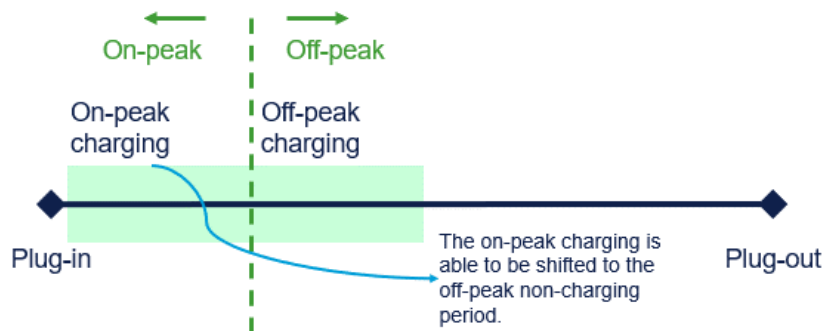 On-peak
Off-peak
On-peak
charging
Off-peak
charging
Plug-in
The on-peak charging is
able to be shifted to the
off-peak non-charging
period.
Plug-out